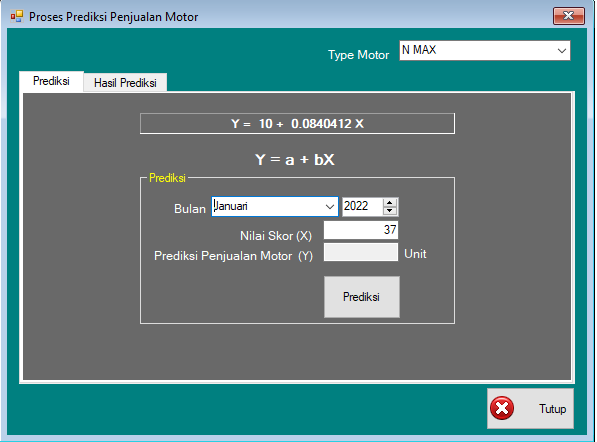 Proses Prediksi Penjualan Motor
Type Motor N MAX
Prediksi Hasil Prediksi
Y = 10 + 0.0840412 X
Y = a + bX
Prediksi
Bulan Januari 2022
Nilai Skor (X) 37
Prediksi Penjualan Motor (Y) Unit
Prediksi
Tutup